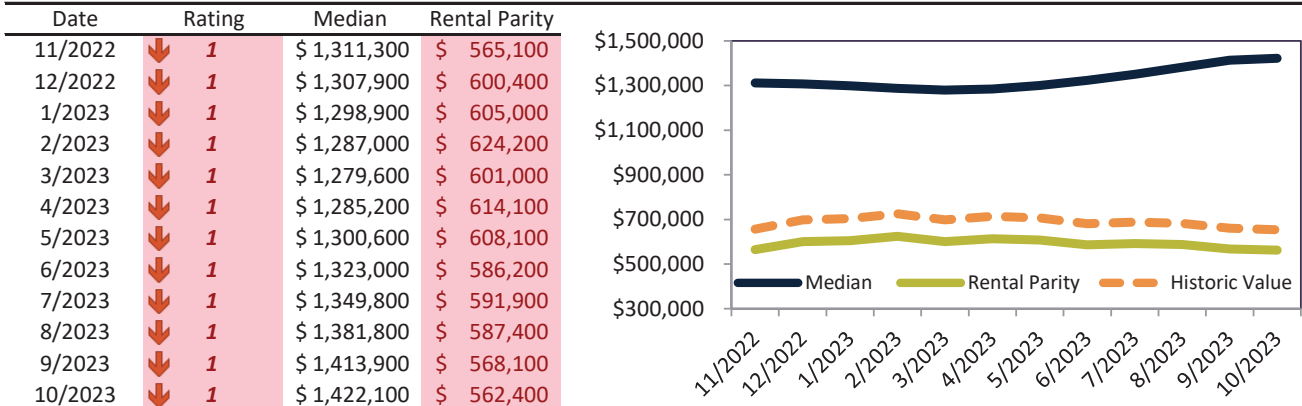 Date Rating Median Rental Parity
11/2022 1 $ 1,311,300 $ 565,100
12/2022 1 $ 1,307,900 $ 600,400
1/2023 1 $ 1,298,900 $ 605,000
2/2023 1 $ 1,287,000 $ 624,200
3/2023 1 $ 1,279,600 $ 601,000
4/2023 1 $ 1,285,200 $ 614,100
5/2023 1 $ 1,300,600 $ 608,100
6/2023 1 $ 1,323,000 $ 586,200
7/2023 1 $ 1,349,800 $ 591,900
8/2023 1 $ 1,381,800 $ 587,400
9/2023 1 $ 1,413,900 $ 568,100
10/2023 1 $ 1,422,100 $ 562,400
$1,500,000
$1,300,000
$1,100,000
$900,000
$700,000
$500,000
$300,000
Median Rental Parity Historic Value
11/2022
12/2022
1/2023
2/2023
3/2023
4/2023
5/2023
6/2023
7/2023
8/2023
9/2023
10/2023